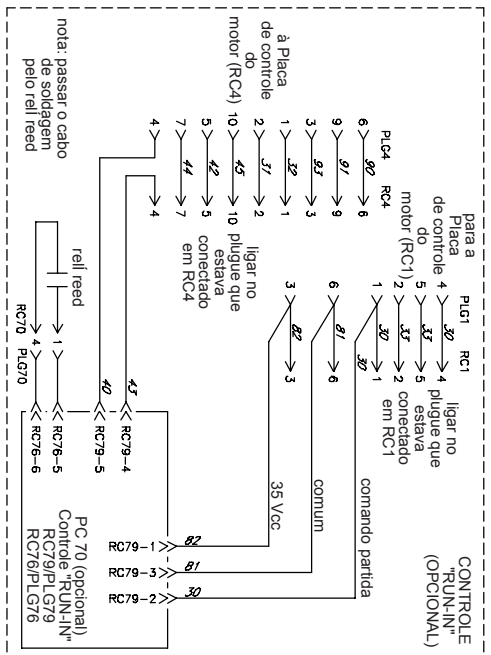 CONTROLE
"RUN-IN"
(OPCIONAL)
para a
Placa
de controle
do
motor (RC1)
PLG1
RC1
4
30
4
5
33
5
2
33
2
1
30
1
30
6
81
6
3
82
3
ligar no
plugue que
estava
conectado
em RC1
comando partida
comum
35 Vcc
à Placa
de controle
do
motor (RC4)
PLG4
RC4
6
90
6
9
91
9
3
93
3
1
32
1
2
31
2
10
45
10
5
42
5
7
44
7
4
4
ligar no
plugue que
estava
conectado
em RC4
nota: passar o cabo
de soldagem
pelo relí reed
relí reed
RC70
PLG70
4
1
43
40
RC79-4
RC79-5
RC76-5
RC76-6
RC79-1
82
RC79-3
81
RC79-2
30
PC 70 (opcional)
Controle "RUN-IN"
RC79/PLG79
RC76/PLG76